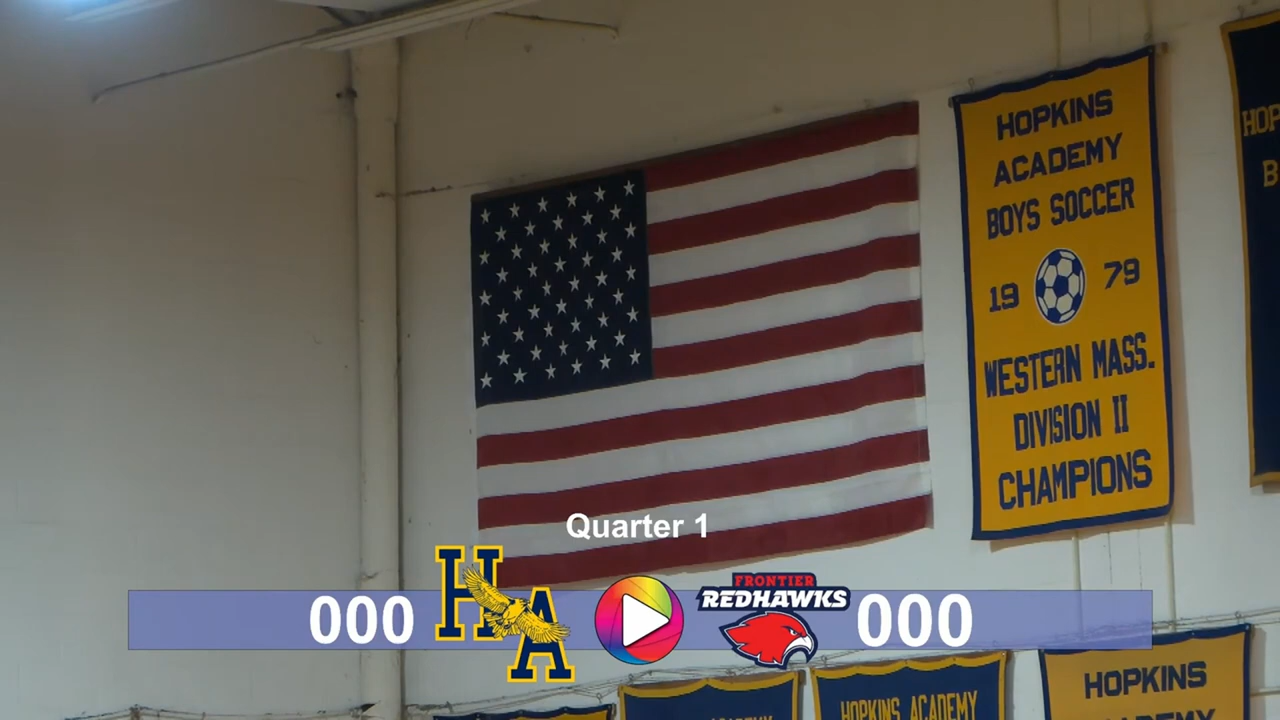 HOPKINS
ACADEMY
BOYS SOCCER
19 79
WESTERN MASS.
DIVISION II
CHAMPIONS
HOP
B
Quarter 1
000 HA FRONTIER REDHAWKS 000
HOPKINS ACADEMY
HOPKINS